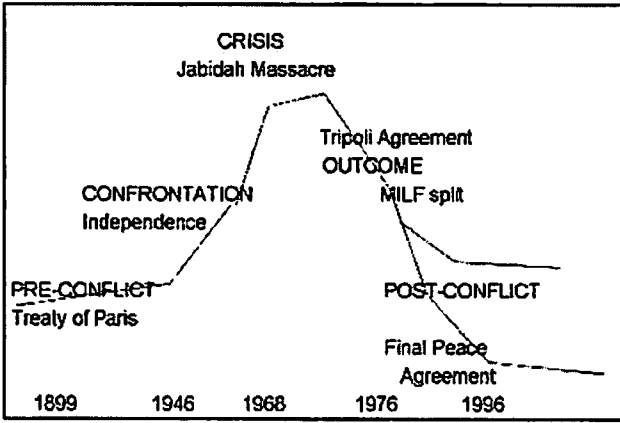 CRISIS
Jabidah Massacre
Tripoli Agreement
OUTCOME
MILF split
CONFRONTATION
Independence
PRE-CONFLICT
Treaty of Paris
POST-CONFLICT
Final Peace
Agreement
1899 1946 1968 1976 1996